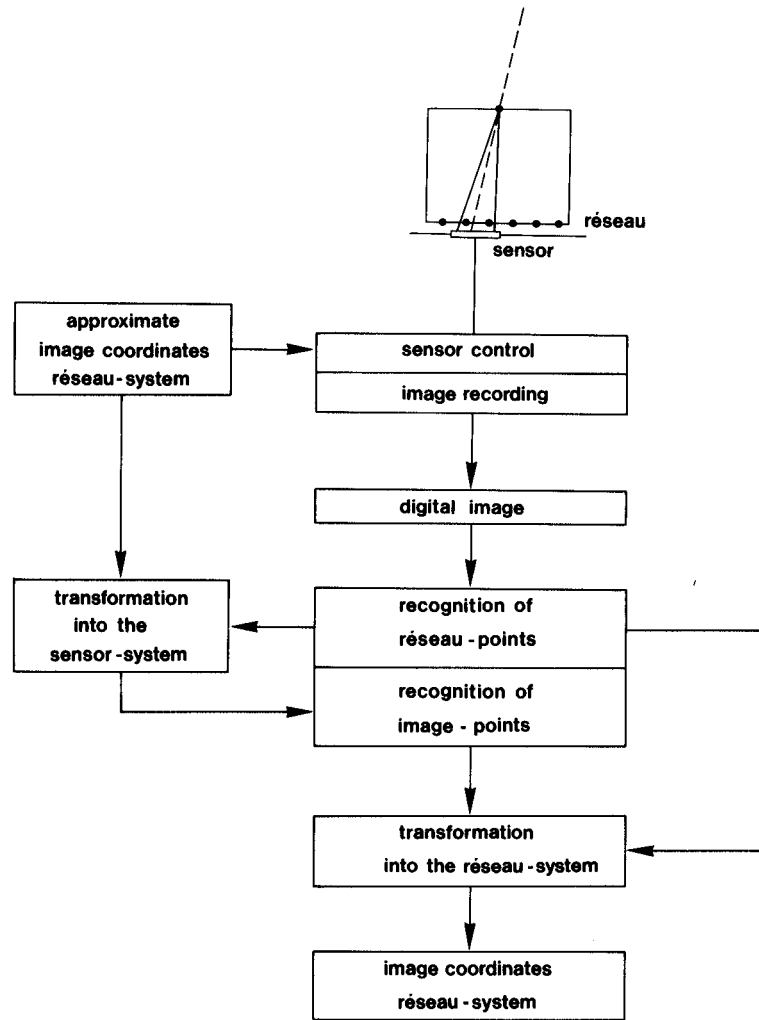 réseau
sensor
approximate
image coordinates
réseau-system
sensor control
image recording
digital image
transformation
into the
sensor-system
recognition of
réseau-points
recognition of
image-points
transformation
into the réseau-system
image coordinates
réseau-system